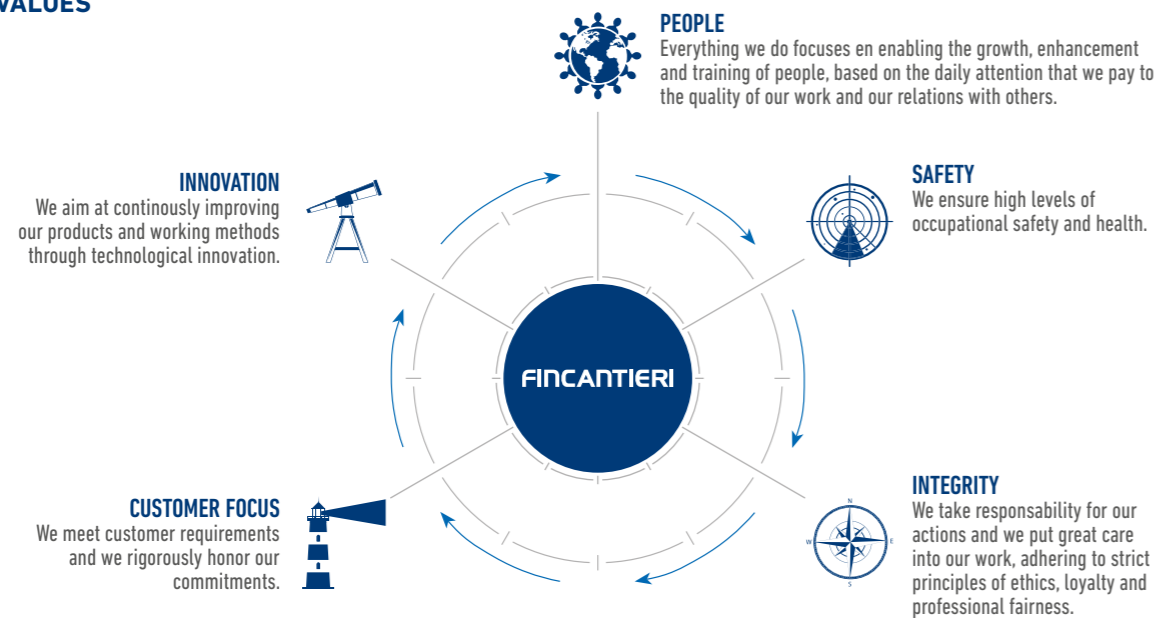 VALUES
PEOPLE
Everything we do focuses en enabling the growth, enhancement
and training of people, based on the daily attention that we pay to
the quality of our work and our relations with others.
INNOVATION
We aim at continously improving
our products and working methods
through technological innovation.
SAFETY
We ensure high levels of
occupational safety and health.
FINCANTIERI
CUSTOMER FOCUS
We meet customer requirements
and we rigorously honor our
commitments.
N
W
E
S
INTEGRITY
We take responsability for our
actions and we put great care
into our work, adhering to strict
principles of ethics, loyalty and
professional fairness.